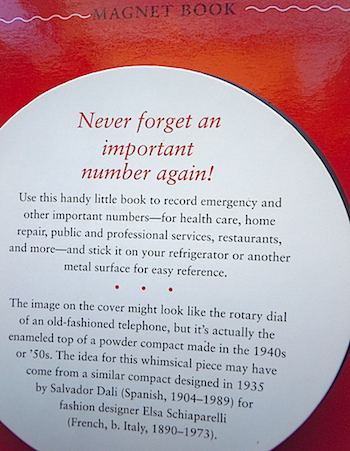 MAGNET BOOK
Never forget an
important
number again!
Use this handy little book to record emergency and
other important numbers—for health care, home
repair, public and professional services, restaurants,
and more—and stick it on your refrigerator or another
metal surface for easy reference.
• • •
The image on the cover might look like the rotary dial
of an old-fashioned telephone, but it's actually the
enameled top of a powder compact made in the 1940s
or '50s. The idea for this whimsical piece may have
come from a similar compact designed in 1935
by Salvador Dali (Spanish, 1904–1989) for
fashion designer Elsa Schiaparelli
(French, b. Italy, 1890–1973).